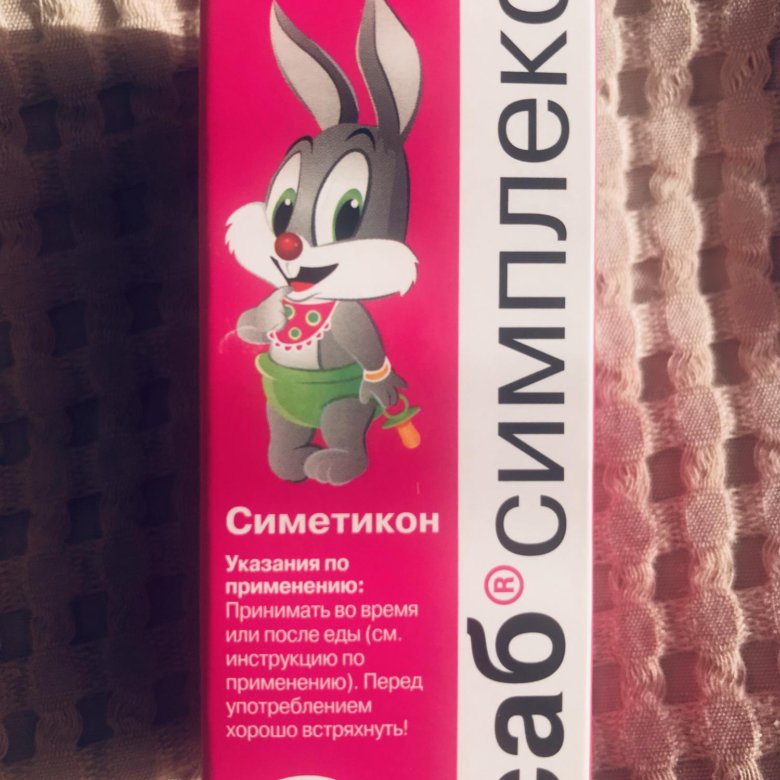 Симетикон
Указания по
применению:
Принимать во время
или после еды (см.
инструкцию по
применению). Перед
употреблением
хорошо встряхнуть!
саб® симплекс